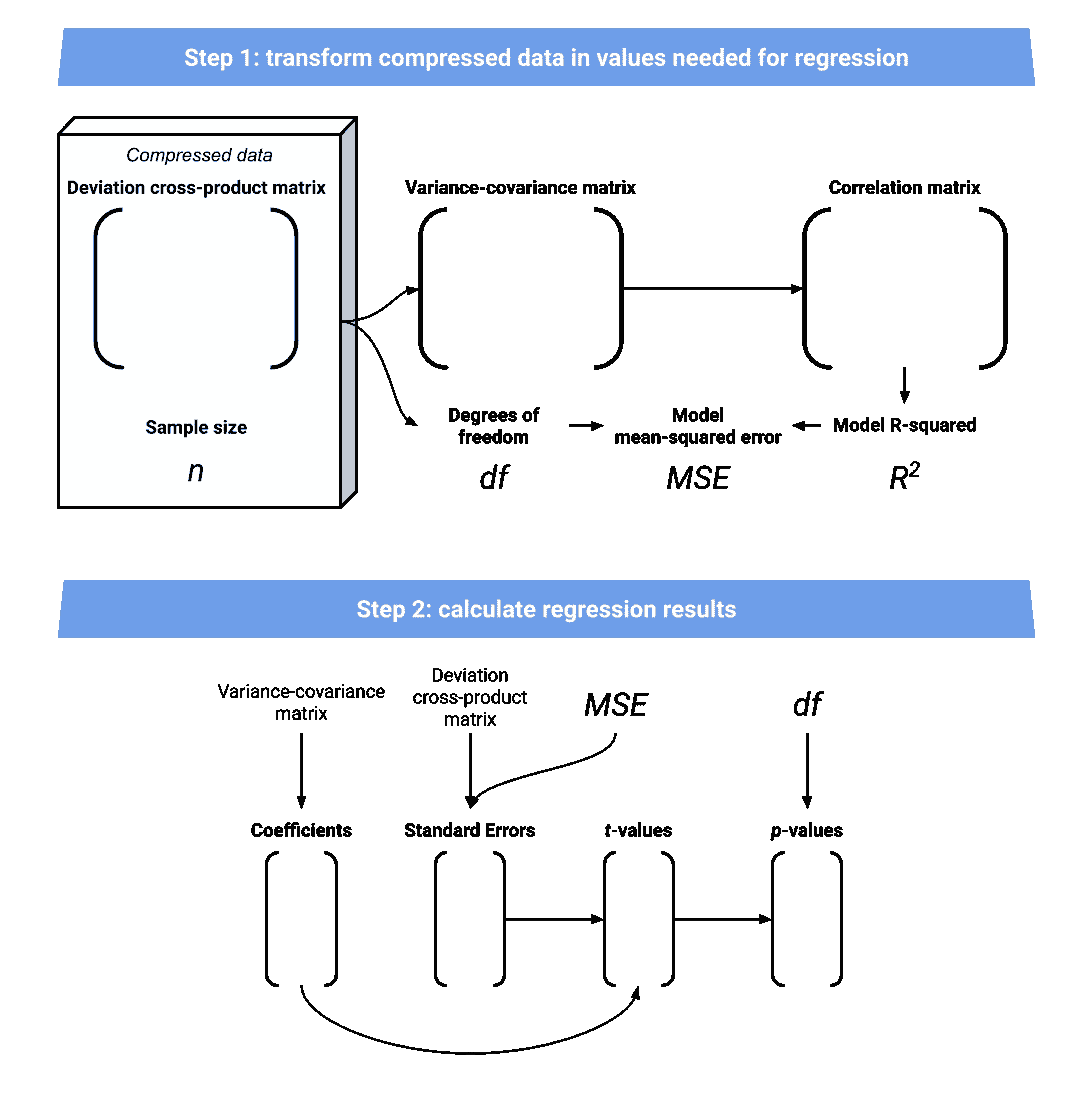 Step 1: transform compressed data in values needed for regression
Compressed data
Deviation cross-product matrix
Variance-covariance matrix
Correlation matrix
Sample size
n
Degrees of
freedom
df
Model
mean-squared error
MSE
Model R-squared
R²
Step 2: calculate regression results
Variance-covariance
matrix
Deviation
cross-product
matrix
MSE
df
Coefficients
Standard Errors
t-values
p-values